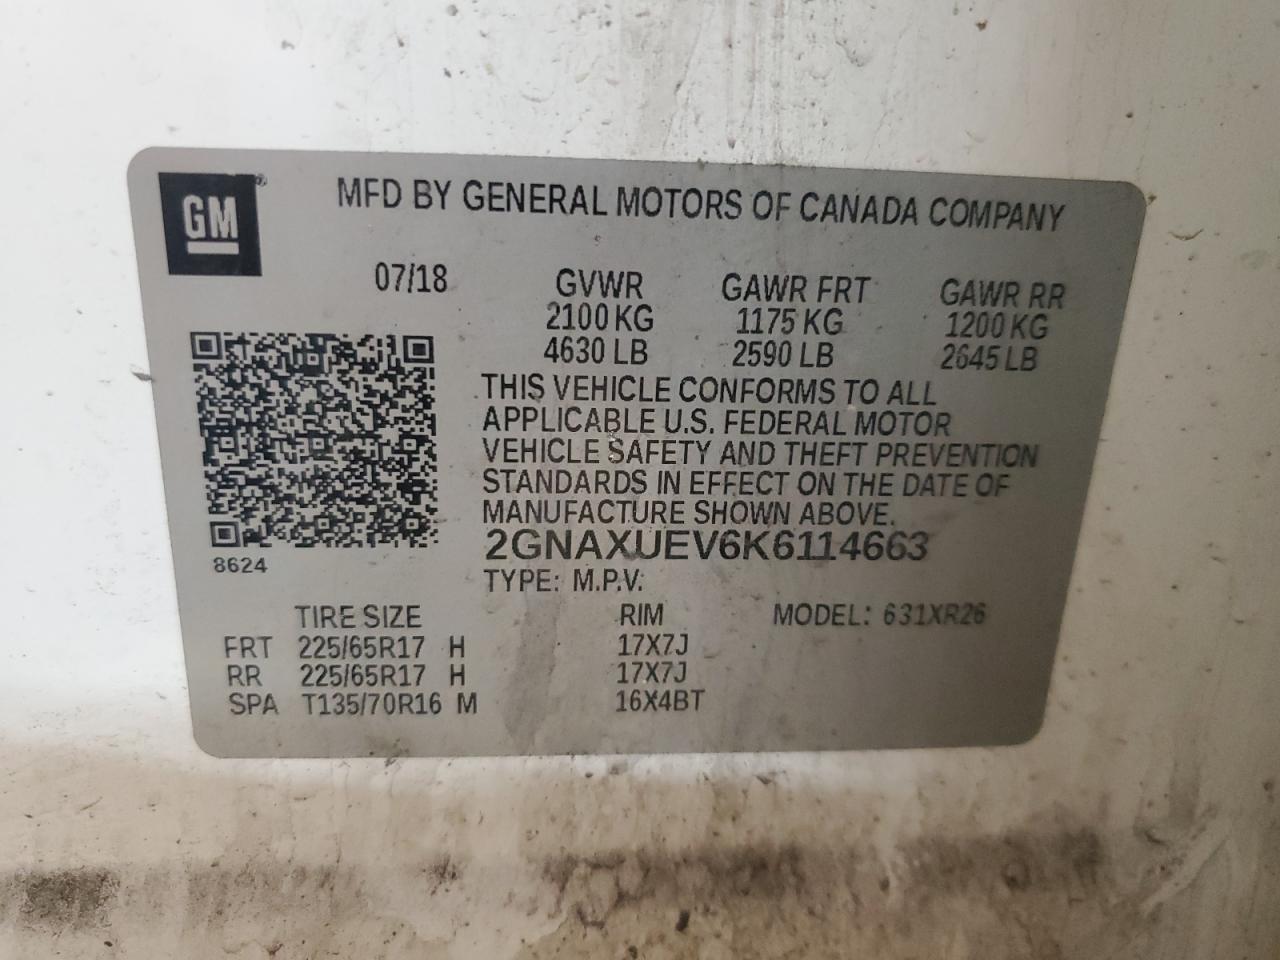 GM®
MFD BY GENERAL MOTORS OF CANADA COMPANY
07/18 GVWR GAWR FRT GAWR RR
2100 KG 1175 KG 1200 KG
4630 LB 2590 LB 2645 LB
THIS VEHICLE CONFORMS TO ALL
APPLICABLE U.S. FEDERAL MOTOR
VEHICLE SAFETY AND THEFT PREVENTION
STANDARDS IN EFFECT ON THE DATE OF
MANUFACTURE SHOWN ABOVE.
2GNAXUEV6K6114663
8624
TYPE: M.P.V.
TIRE SIZE RIM MODEL: 631XR26
FRT 225/65R17 H 17X7J
RR 225/65R17 H 17X7J
SPA T135/70R16 M 16X4BT